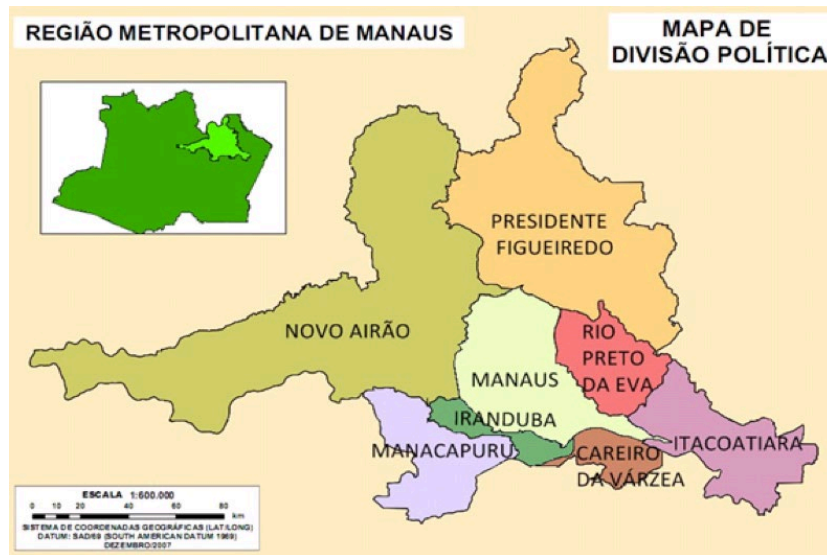 REGIÃO METROPOLITANA DE MANAUS
MAPA DE
DIVISÃO POLÍTICA
PRESIDENTE
FIGUEIREDO
NOVO AIRÃO
RIO
PRETO
DA EVA
MANAUS
IRANDUBA
MANACAPURU
ITACOATIARA
CAREIRO
DA VÁRZEA
ESCALA 1:600.000
0 10 20 40 60 80
km
SISTEMA DE COORDENADAS GEOGRÁFICAS (LAT/LONG)
DATUM: SAD/69 (SOUTH AMERICAN DATUM 1969)
DEZEMBRO/2007